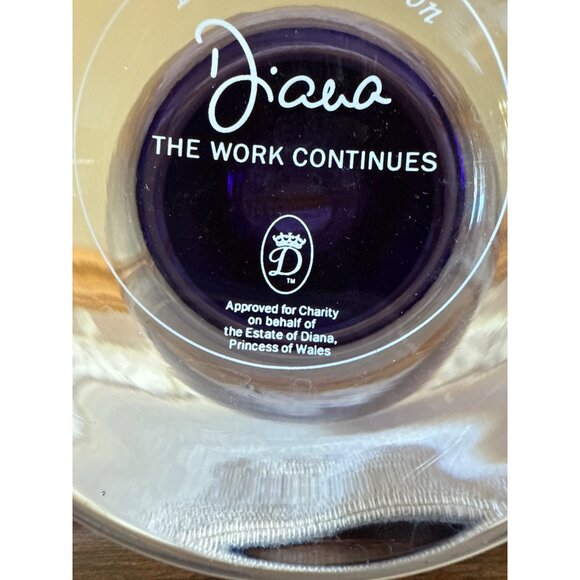 Diana
THE WORK CONTINUES
D
TM
Approved for Charity
on behalf of
the Estate of Diana,
Princess of Wales